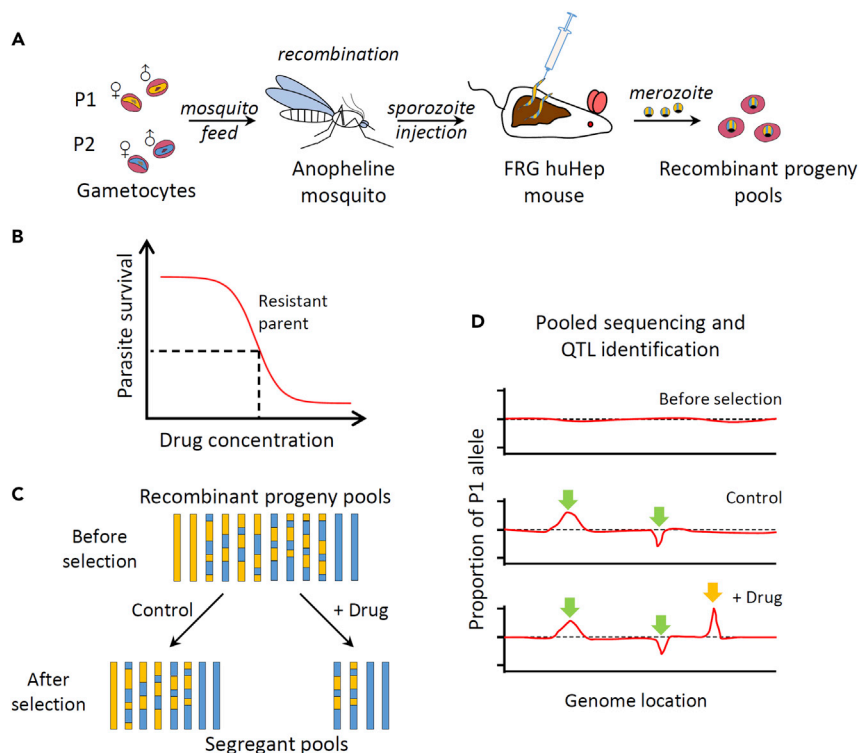 A
P1
P2
♀
♂
♀
♂
Gametocytes
mosquito
feed
recombination
Anopheline
mosquito
sporozoite
injection
FRG huHep
mouse
merozoite
Recombinant progeny
pools
B
Parasite survival
Resistant
parent
Drug concentration
C
Recombinant progeny pools
Before
selection
Control
+ Drug
After
selection
Segregant pools
D
Pooled sequencing and
QTL identification
Before selection
Control
+ Drug
Proportion of P1 allele
Genome location